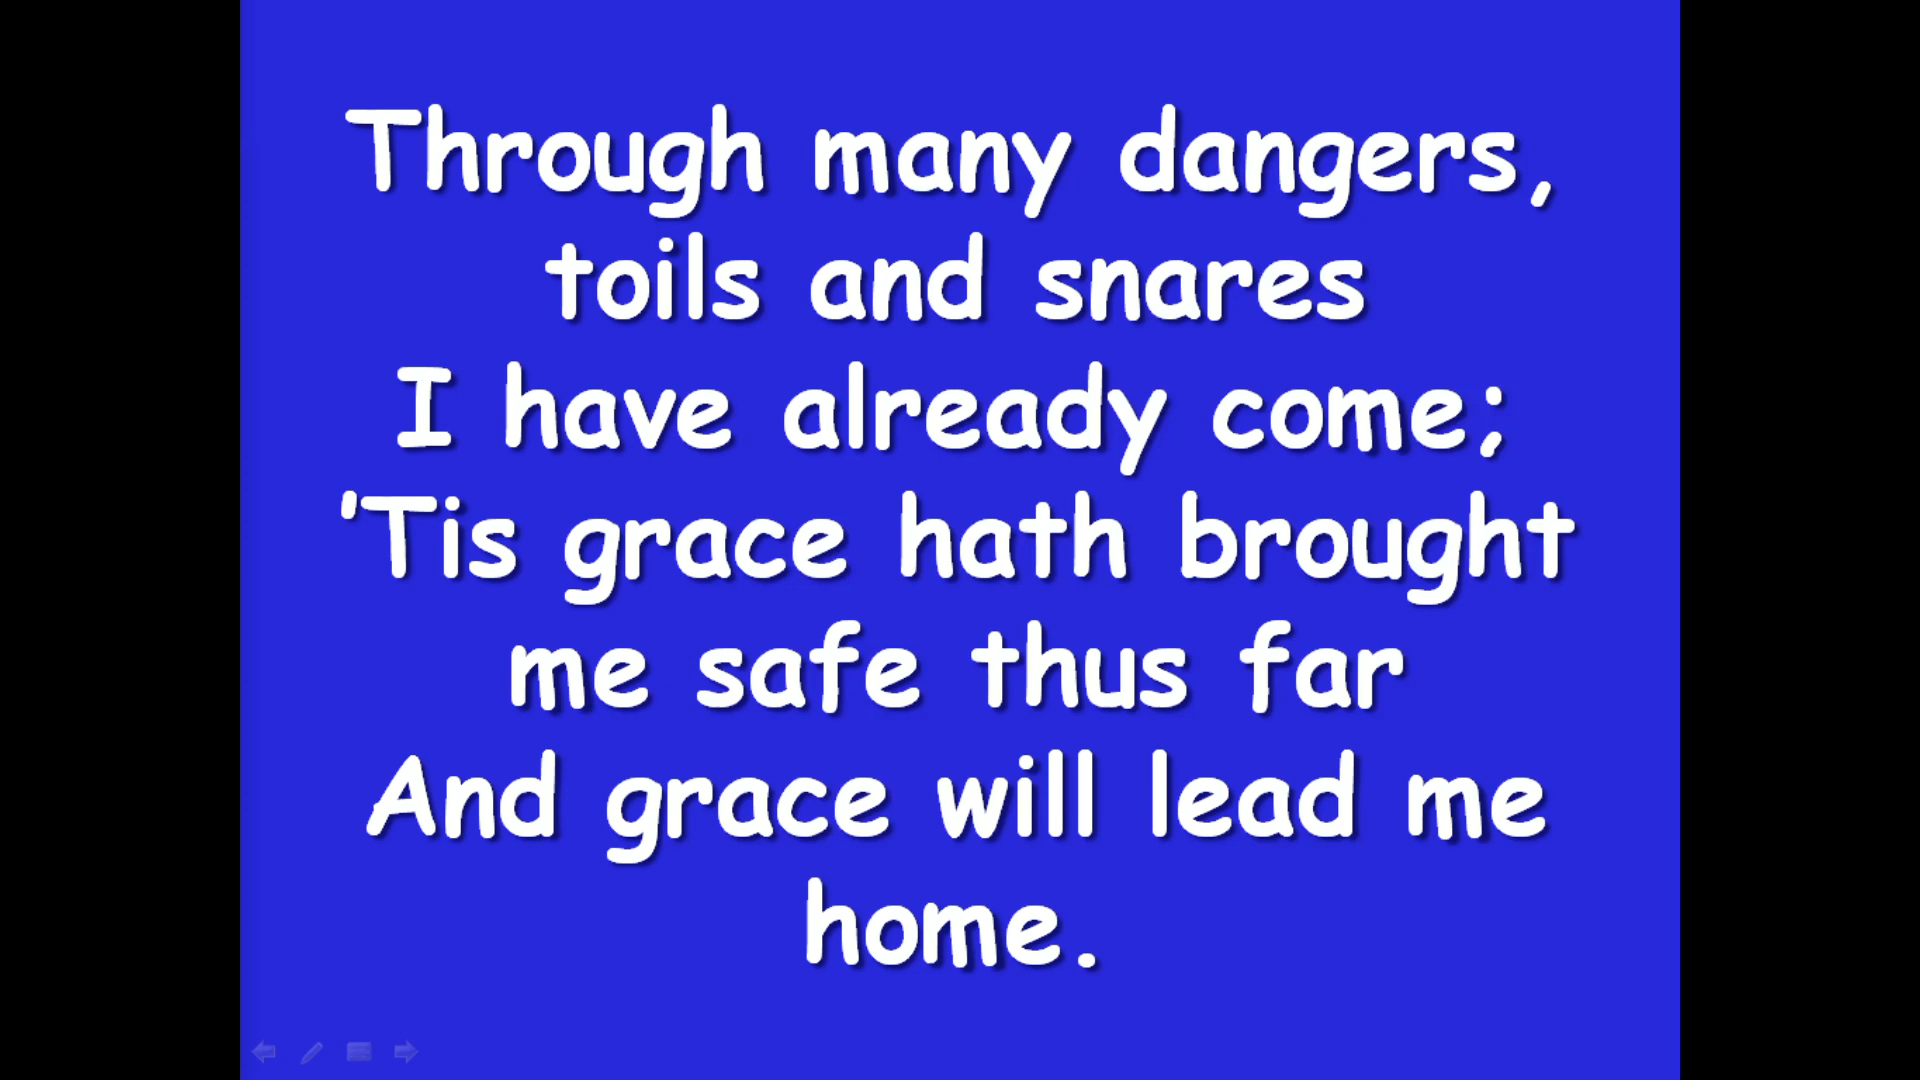 Through many dangers,
toils and snares
I have already come;
'Tis grace hath brought
me safe thus far
And grace will lead me
home.